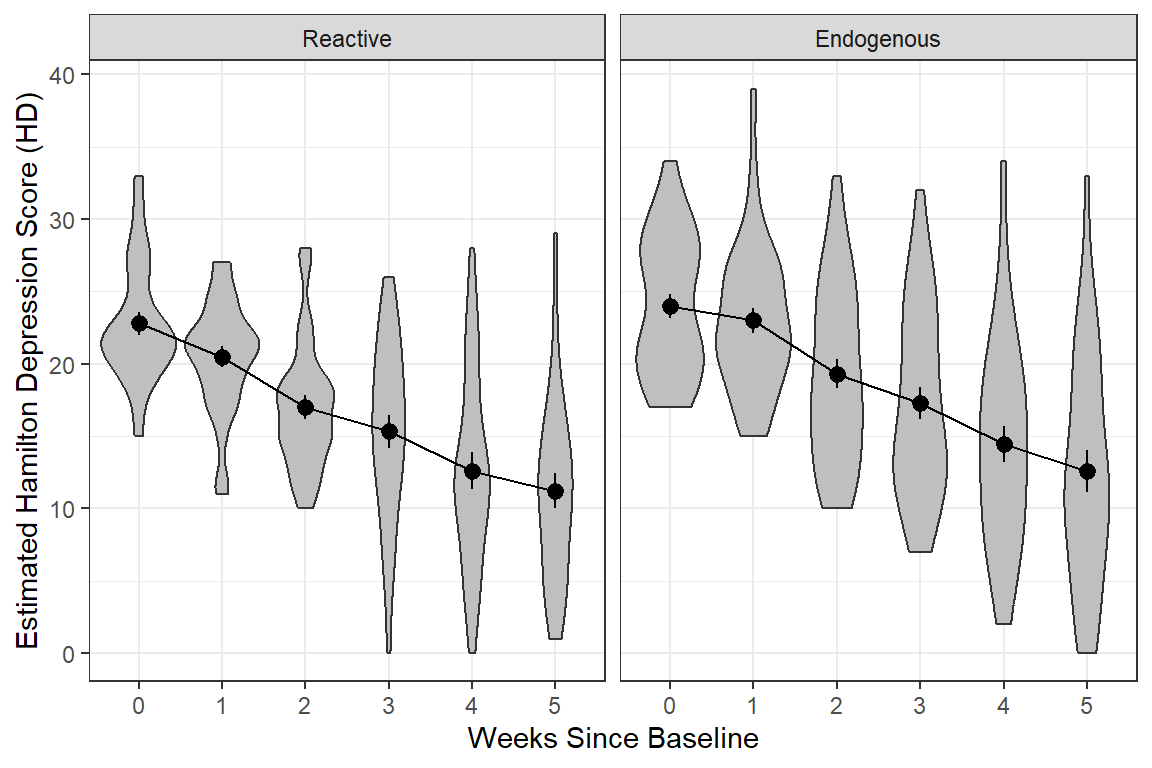 Reactive
Endogenous
Estimated Hamilton Depression Score (HD)
40
30
20
10
0
0 1 2 3 4 5
0 1 2 3 4 5
Weeks Since Baseline